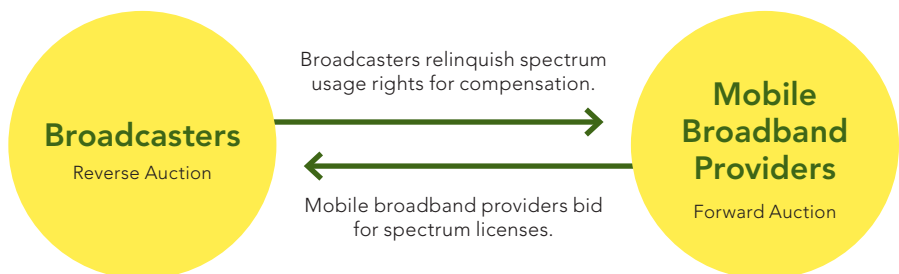 Broadcasters
Reverse Auction
Broadcasters relinquish spectrum
usage rights for compensation.
Mobile broadband providers bid
for spectrum licenses.
Mobile
Broadband
Providers
Forward Auction